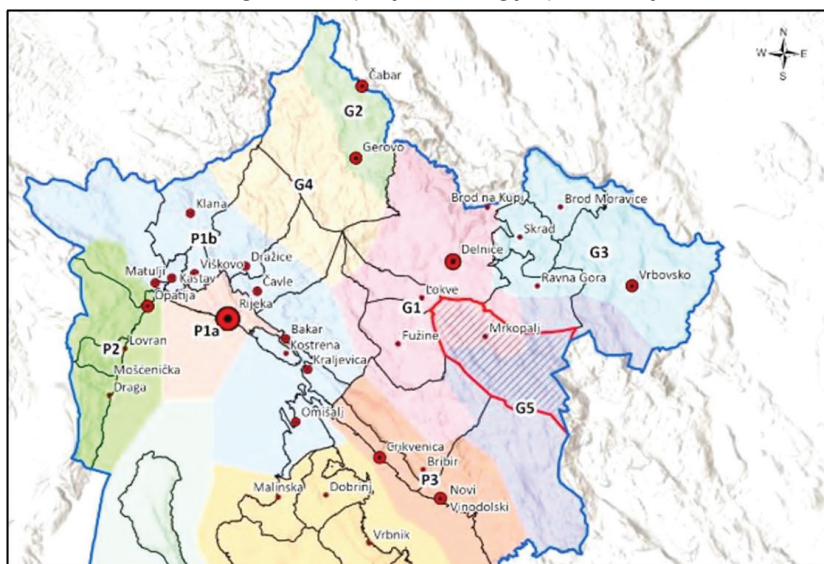 N
W E
S
Čabar
G2
Gerovo
G4
Klana
P1b
Brod na Kupi
Brod Moravice
Skrad
G3
Delnice
Dražice
Viškovo
Matulji
Kastav
Čavle
Ravna Gora
Vrbovsko
Opatija
Rijeka
Lokve
G1
P1a
Bakar
Mrkopalj
Fužine
Kostrena
P2
Lovran
Kraljevica
Mošćenička
Draga
G5
Omišalj
Crikvenica
Bribir
P3
Malinska
Dobrinj
Novi
Vinodolski
Vrbnik